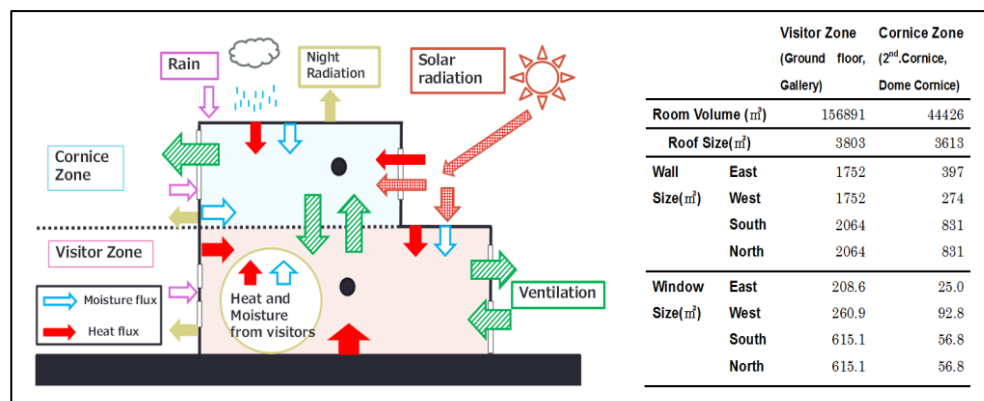 Rain
Night
Radiation
Solar
radiation
Cornice
Zone
Visitor Zone
Moisture flux
Heat flux
Heat and
Moisture
from visitors
Ventilation
Visitor Zone Cornice Zone
(Ground floor, (2nd.Cornice,
Gallery) Dome Cornice)
Room Volume (㎥) 156891 44426
Roof Size(㎡) 3803 3613
Wall East 1752 397
Size(㎡) West 1752 274
South 2064 831
North 2064 831
Window East 208.6 25.0
Size(㎡) West 260.9 92.8
South 615.1 56.8
North 615.1 56.8